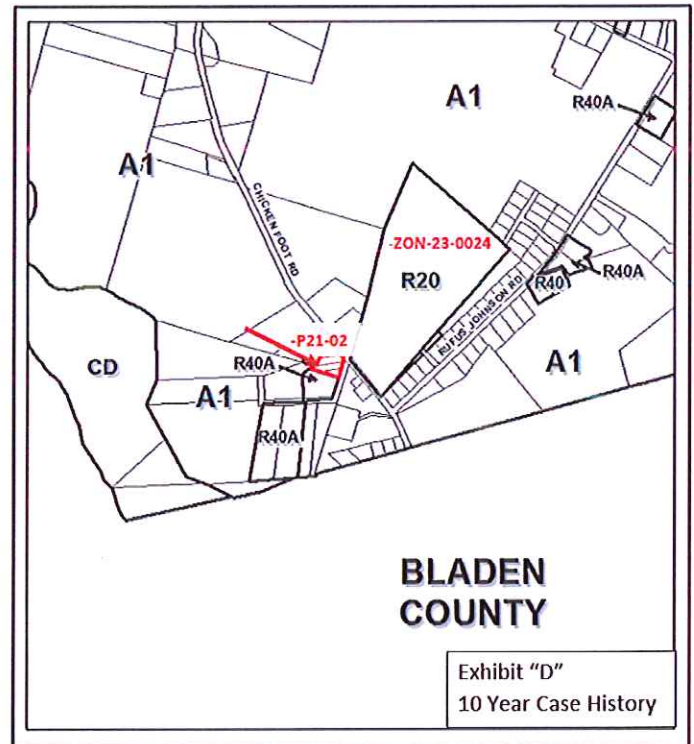 A1
R40A
A1
CHICKEN FOOT RD
-ZON-23-0024
R20
R40A
R40
RUFUS JOHNSON RD
-P21-02
R40A
CD
A1
A1
R40A
BLADEN
COUNTY
Exhibit "D"
10 Year Case History